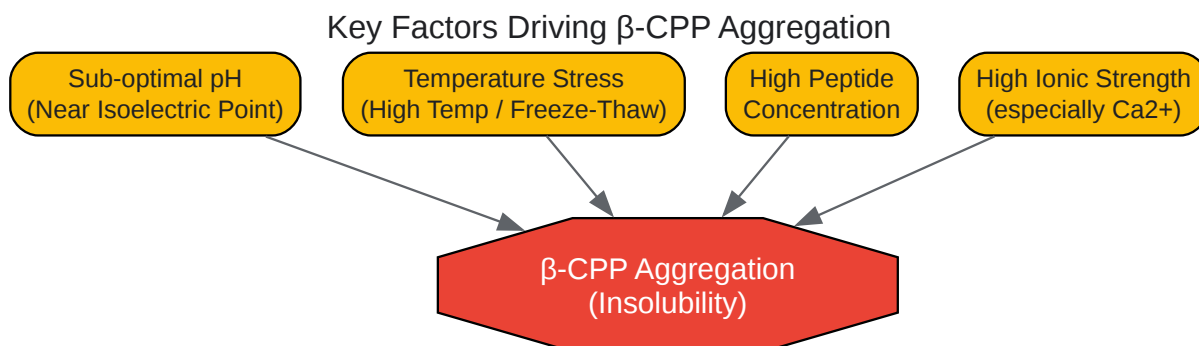 Key Factors Driving β-CPP Aggregation
Sub-optimal pH
(Near Isoelectric Point)
Temperature Stress
(High Temp / Freeze-Thaw)
High Peptide
Concentration
High Ionic Strength
(especially Ca2+)
β-CPP Aggregation
(Insolubility)